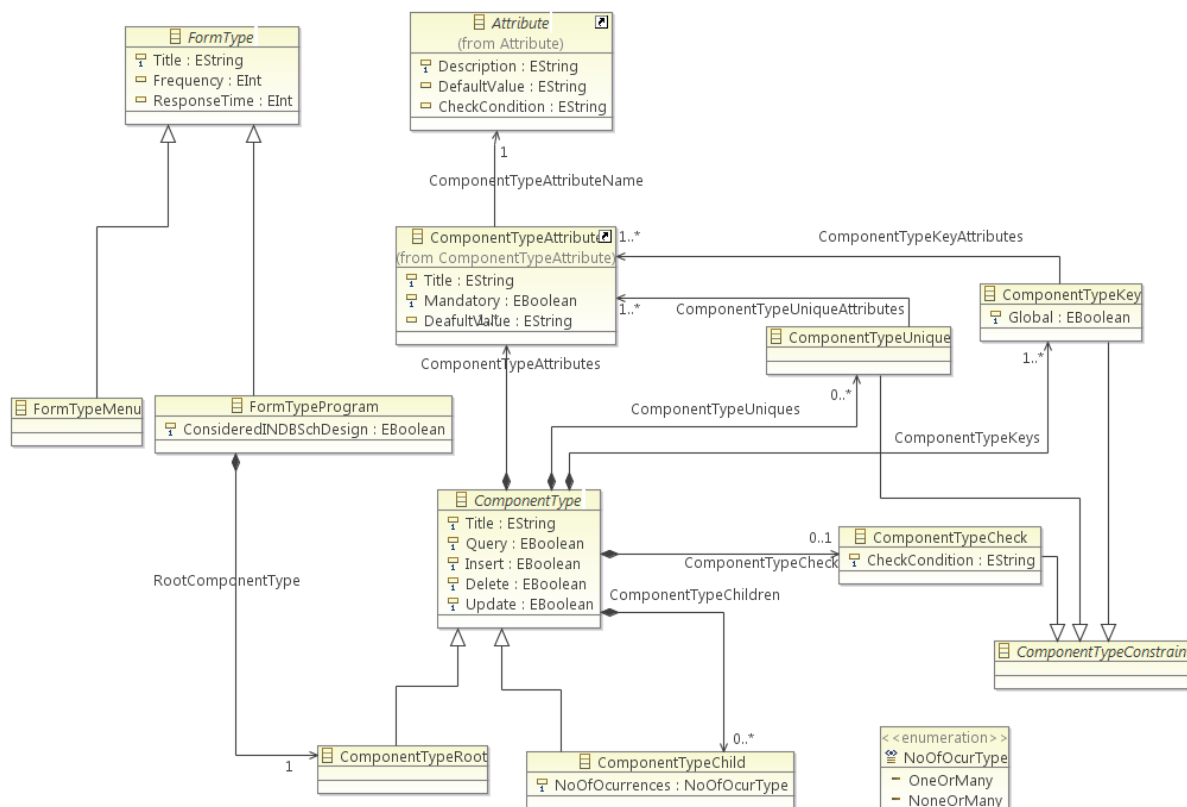 FormType
Title : EString
Frequency : EInt
ResponseTime : EInt
Attribute
(from Attribute)
Description : EString
DefaultValue : EString
CheckCondition : EString
1
ComponentTypeAttributeName
ComponentTypeAttribute
(from ComponentTypeAttribute)
Title : EString
Mandatory : EBoolean
DeafultValue : EString
1..*
1..*
ComponentTypeKeyAttributes
1..*
ComponentTypeUniqueAttributes
ComponentTypeKey
Global : EBoolean
ComponentTypeUnique
1..*
0..*
ComponentTypeAttributes
ComponentTypeUniques
ComponentTypeKeys
FormTypeMenu
FormTypeProgram
ConsideredINDBSchDesign : EBoolean
ComponentType
Title : EString
Query : EBoolean
Insert : EBoolean
Delete : EBoolean
Update : EBoolean
0..1
ComponentTypeCheck
ComponentTypeCheck
CheckCondition : EString
RootComponentType
ComponentTypeChildren
ComponentTypeConstraint
1
ComponentTypeRoot
0..*
ComponentTypeChild
NoOfOcurrences : NoOfOcurType
<<enumeration>>
NoOfOcurType
OneOrMany
NoneOrMany